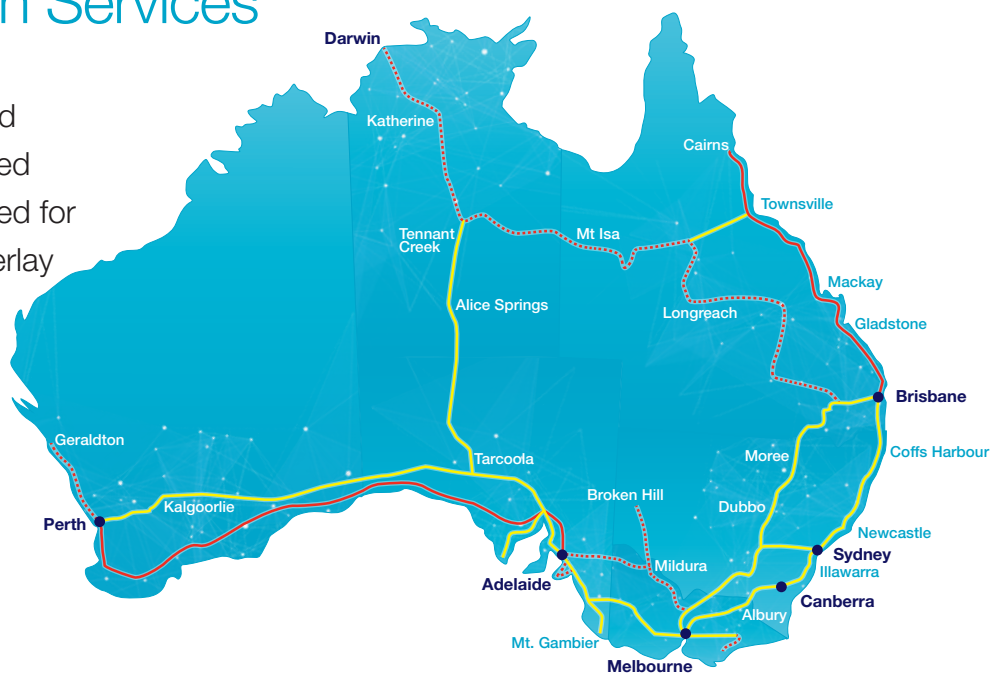 n Services
d
ed
ed for
erlay
Darwin
Katherine
Cairns
Townsville
Tennant
Creek
Mt Isa
Mackay
Alice Springs
Longreach
Gladstone
Brisbane
Geraldton
Coffs Harbour
Tarcoola
Moree
Broken Hill
Kalgoorlie
Dubbo
Perth
Newcastle
Sydney
Mildura
Illawarra
Adelaide
Canberra
Albury
Mt. Gambier
Melbourne